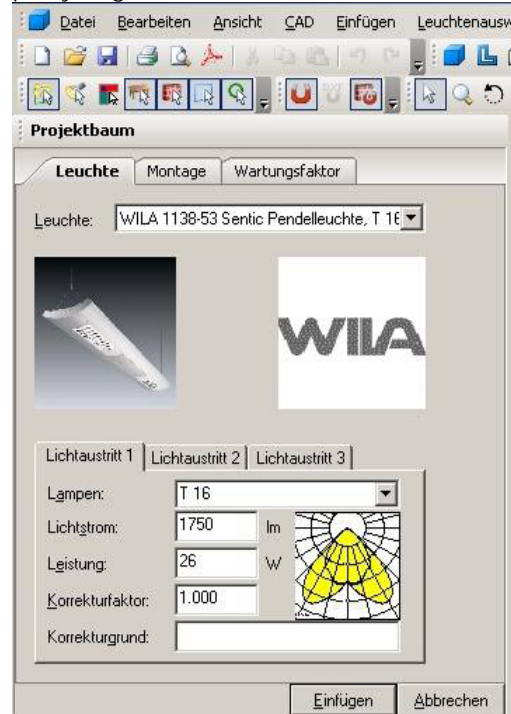 Datei Bearbeiten Ansicht CAD Einfügen Leuchtenausw
Projektbaum
Leuchte Montage Wartungsfaktor
Leuchte: WILA 1138-53 Sentic Pendelleuchte, T 16
WILA
Lichtaustritt 1 Lichtaustritt 2 Lichtaustritt 3
Lampen: T 16
Lichtstrom: 1750 lm
Leistung: 26 W
Korrekturfaktor: 1.000
Korrekturgrund:
Einfügen Abbrechen